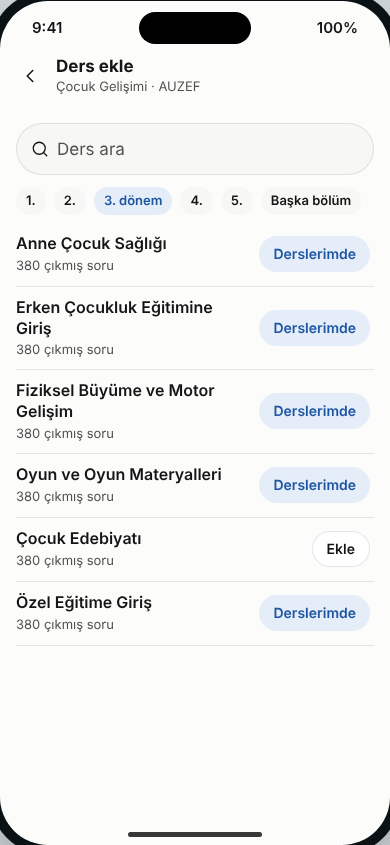 9:41
100%
Ders ekle
Çocuk Gelişimi · AUZEF
Ders ara
1.
2.
3. dönem
4.
5.
Başka bölüm
Anne Çocuk Sağlığı
380 çıkmış soru
Derslerimde
Erken Çocukluk Eğitimine
Giriş
380 çıkmış soru
Derslerimde
Fiziksel Büyüme ve Motor
Gelişim
380 çıkmış soru
Derslerimde
Oyun ve Oyun Materyalleri
380 çıkmış soru
Derslerimde
Çocuk Edebiyatı
380 çıkmış soru
Ekle
Özel Eğitime Giriş
380 çıkmış soru
Derslerimde